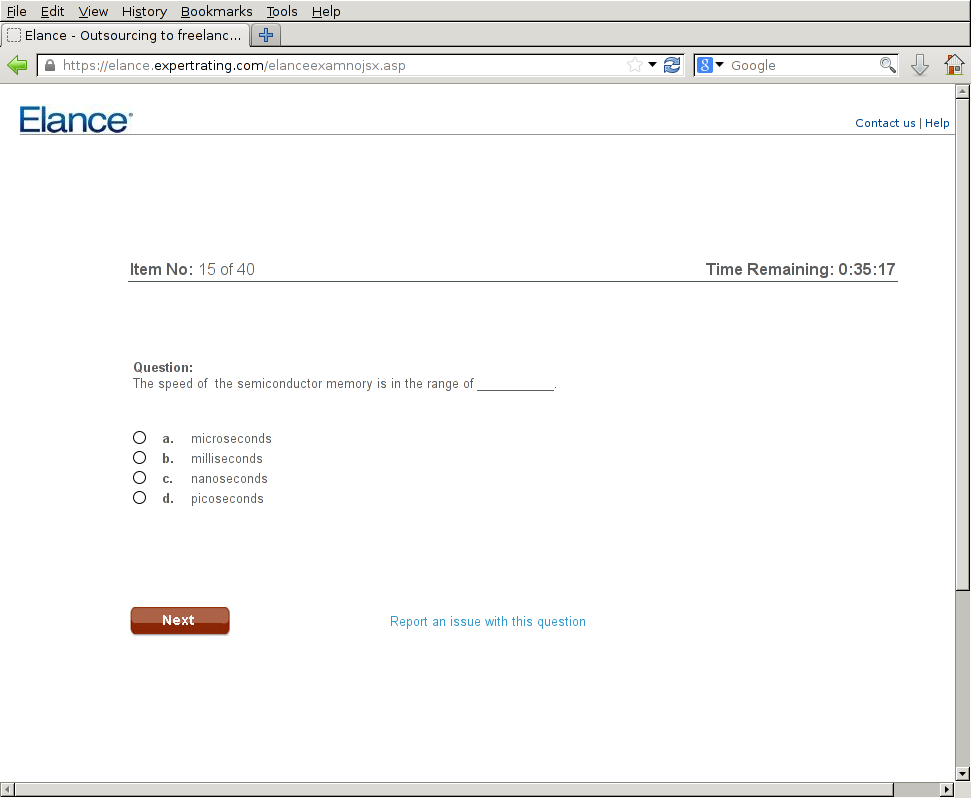 File Edit View History Bookmarks Tools Help
Elance - Outsourcing to freelanc...
https://elance.expertrating.com/elanceexamnojsx.asp
8 Google
Elance
Contact us | Help
Item No: 15 of 40
Time Remaining: 0:35:17
Question:
The speed of the semiconductor memory is in the range of ___________.
a. microseconds
b. milliseconds
c. nanoseconds
d. picoseconds
Next
Report an issue with this question